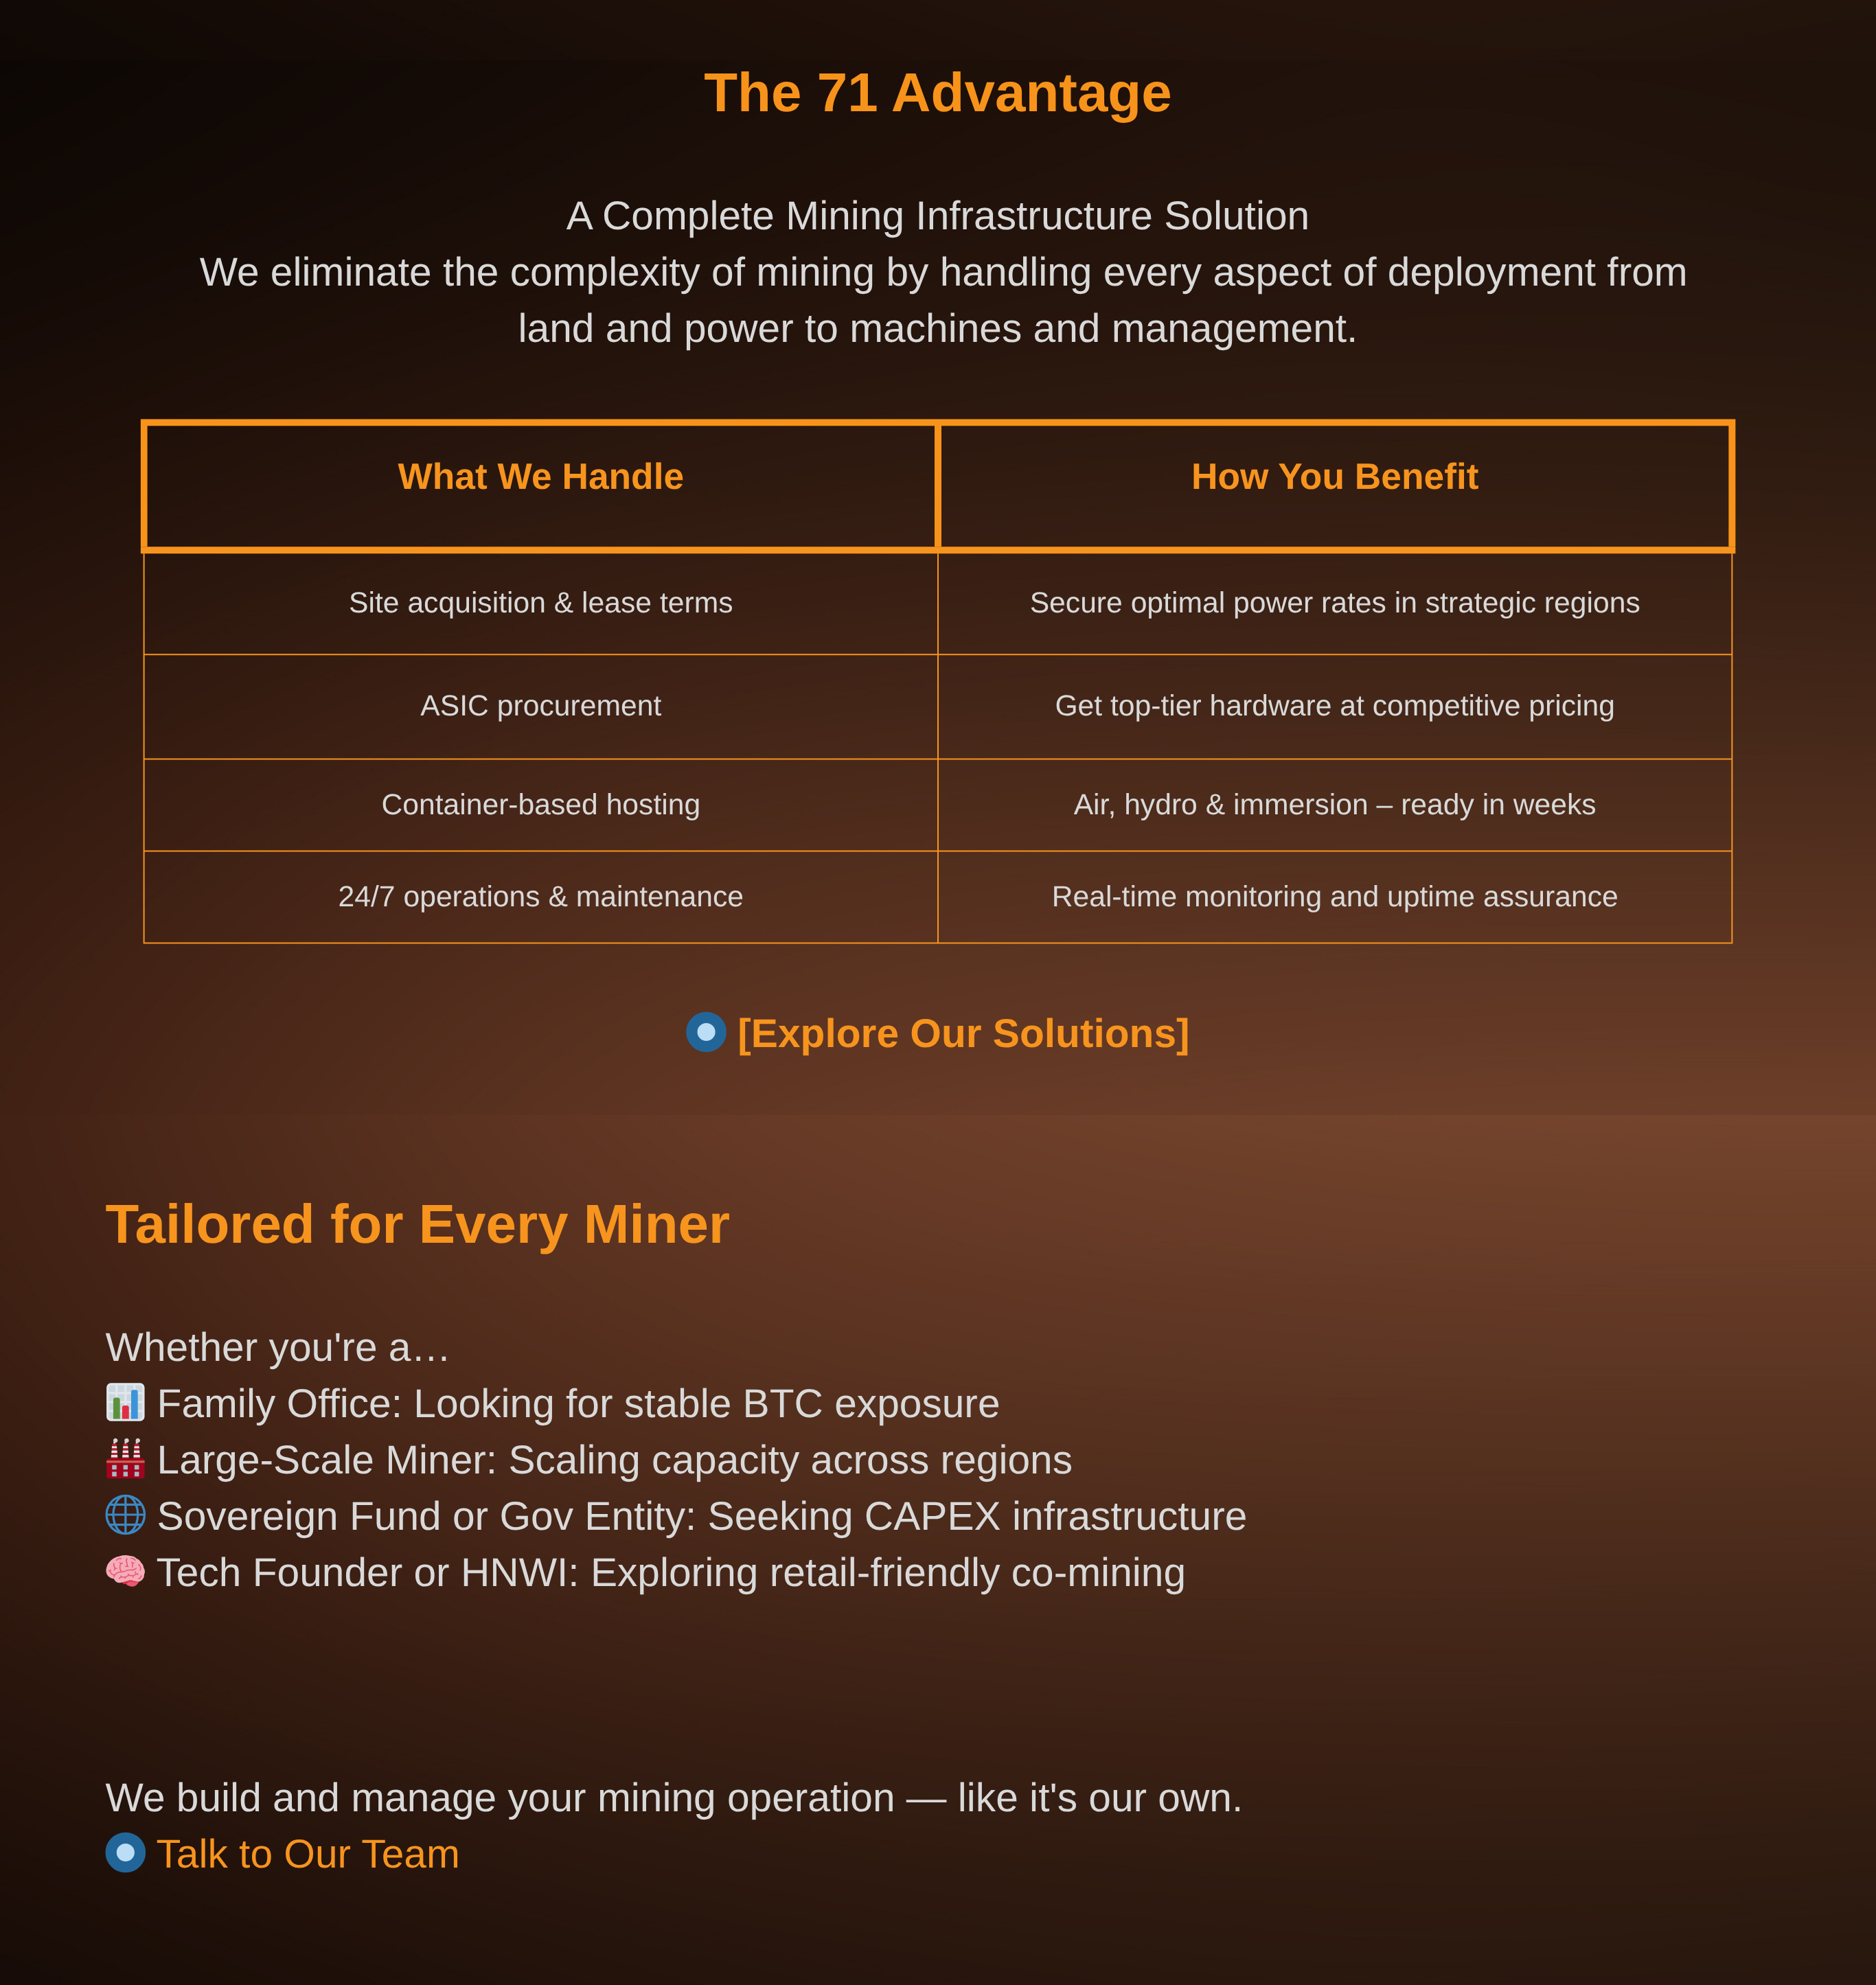 The 71 Advantage
A Complete Mining Infrastructure Solution
We eliminate the complexity of mining by handling every aspect of deployment from
land and power to machines and management.
What We Handle
How You Benefit
Site acquisition & lease terms
Secure optimal power rates in strategic regions
ASIC procurement
Get top-tier hardware at competitive pricing
Container-based hosting
Air, hydro & immersion – ready in weeks
24/7 operations & maintenance
Real-time monitoring and uptime assurance
[Explore Our Solutions]
Tailored for Every Miner
Whether you're a…
Family Office: Looking for stable BTC exposure
Large-Scale Miner: Scaling capacity across regions
Sovereign Fund or Gov Entity: Seeking CAPEX infrastructure
Tech Founder or HNWI: Exploring retail-friendly co-mining
We build and manage your mining operation — like it's our own.
Talk to Our Team